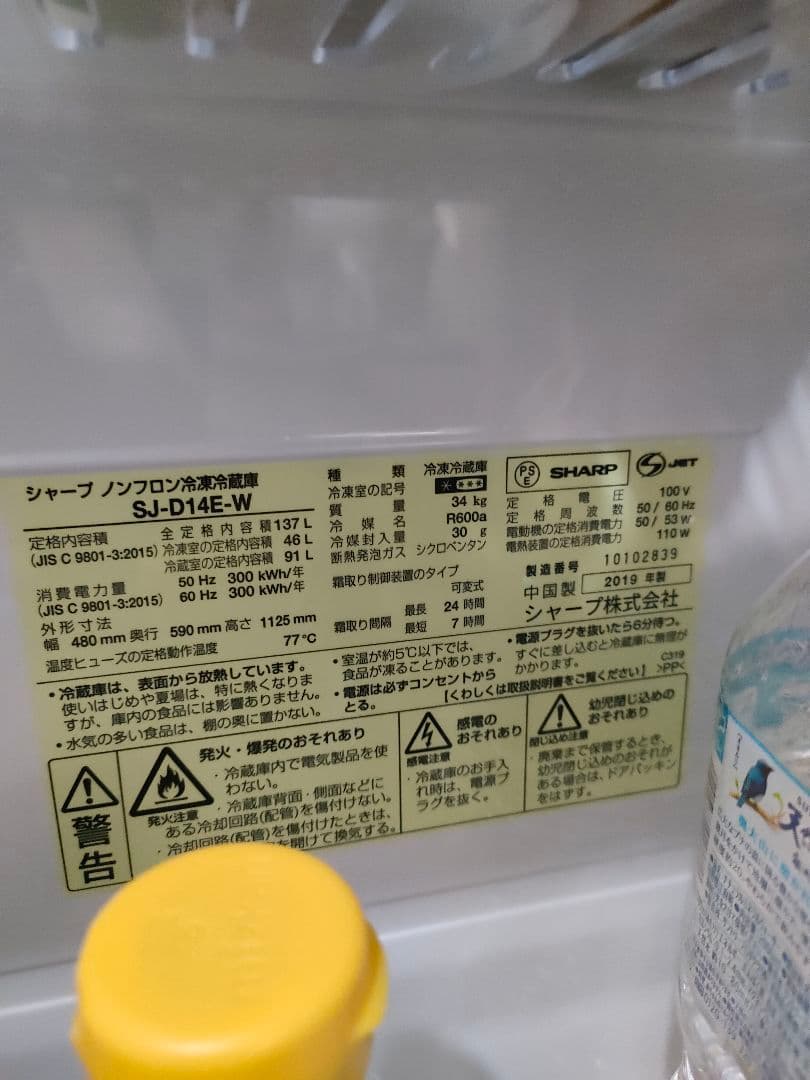 シャープ ノンフロン冷凍冷蔵庫
SJ-D14E-W
定格内容積
(JIS C 9801-3:2015)
全定格内容積 137 L
冷凍室の定格内容積 46 L
冷蔵室の定格内容積 91 L
消費電力量
(JIS C 9801-3:2015)
50 Hz 300 kWh/年
60 Hz 300 kWh/年
外形寸法
幅 480 mm 奥行 590 mm 高さ 1125 mm
温度ヒューズの定格動作温度 77℃
種類 冷凍冷蔵庫
冷凍室の記号 ****
質量 34 kg
冷媒名 R600a
冷媒封入量 30 g
断熱発泡ガス シクロペンタン
霜取り制御装置のタイプ
可変式
霜取り間隔 最長 24 時間
最短 7 時間
PSE SHARP S JET
定格電圧 100 V
定格周波数 50 / 60 Hz
電動機の定格消費電力 50 / 53 W
電熱装置の定格消費電力 110 W
製造番号 10102839
中国製 2019 年製
シャープ株式会社
・冷蔵庫は、表面から放熱しています。
使いはじめや夏場は、特に熱くなりま
すが、庫内の食品には影響ありません。
・水気の多い食品は、棚の奥に置かない。
・室温が約5℃以下では、
食品が凍ることがあります。
・電源は必ずコンセントから
とる。
・電源プラグを抜いたら6分待つ。
すぐに差し込むと冷蔵庫に無理が
かかります。
【くわしくは取扱説明書をご覧ください】
C319
>PP<
警告
発火注意
発火・爆発のおそれあり
・冷蔵庫内で電気製品を使
わない。
・冷蔵庫背面・側面などに
ある冷却回路(配管)を傷付けない。
・冷却回路(配管)を傷付けたときは、
を開けて換気する。
感電注意
感電の
おそれあり
・冷蔵庫のお手入
れ時は、電源プ
ラグを抜く。
閉じ込め注意
幼児閉じ込めの
おそれあり
・廃棄まで保管するとき、
幼児閉じ込めのおそれが
ある場合は、ドアパッキン
をはずす。